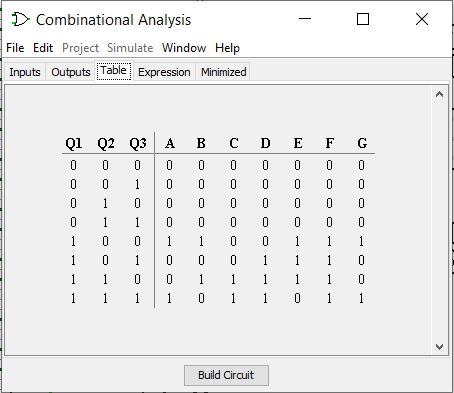 Combinational Analysis
File Edit Project Simulate Window Help
Inputs Outputs Table Expression Minimized
Q1 Q2 Q3 A B C D E F G
0 0 0 0 0 0 0 0 0 0
0 0 1 0 0 0 0 0 0 0
0 1 0 0 0 0 0 0 0 0
0 1 1 0 0 0 0 0 0 0
1 0 0 1 1 0 0 1 1 1
1 0 1 0 0 0 1 1 1 0
1 1 0 0 1 1 1 1 1 0
1 1 1 1 0 1 1 0 1 1
Build Circuit